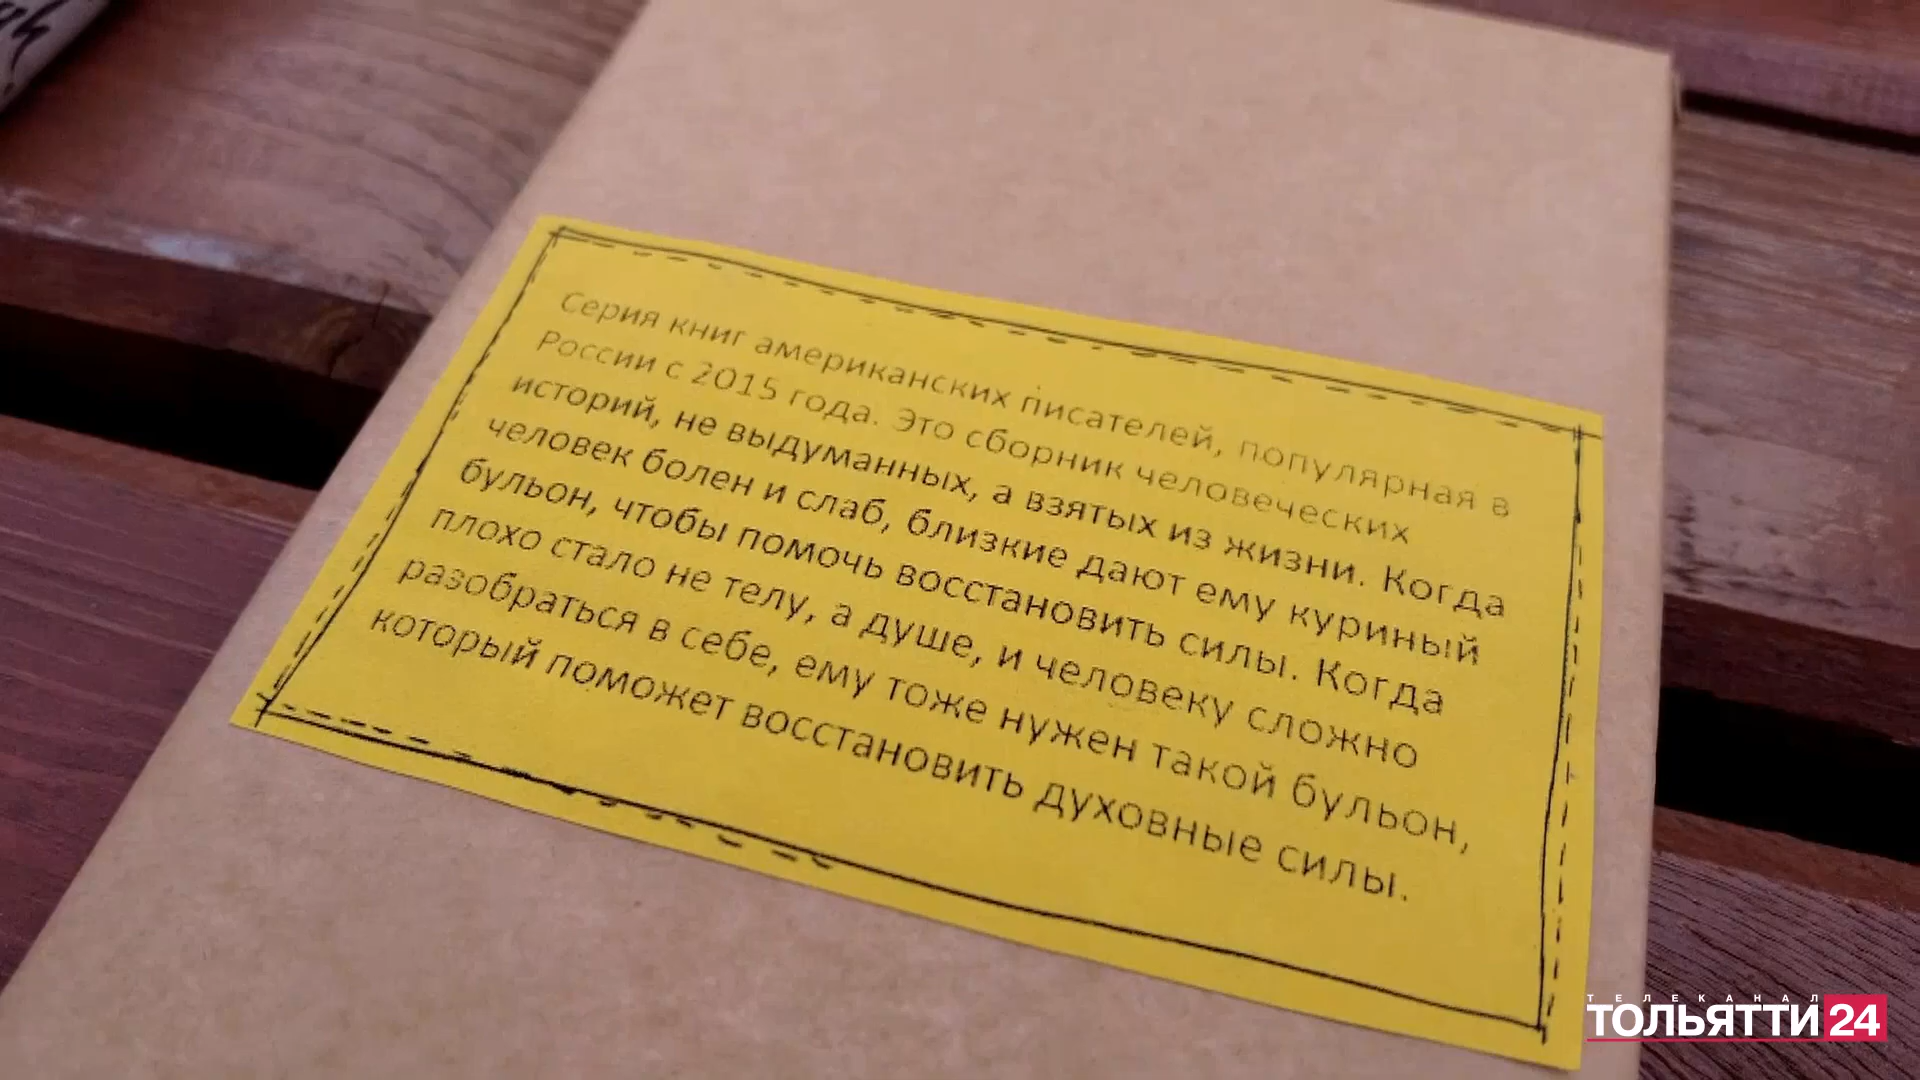 Серия книг американских писателей, популярная в
России с 2015 года. Это сборник человеческих
историй, не выдуманных, а взятых из жизни. Когда
человек болен и слаб, близкие дают ему куриный
бульон, чтобы помочь восстановить силы. Когда
плохо стало не телу, а душе, и человеку сложно
разобраться в себе, ему тоже нужен такой бульон,
который поможет восстановить духовные силы.
ТЕЛЕКАНАЛ
ТОЛЬЯТТИ 24